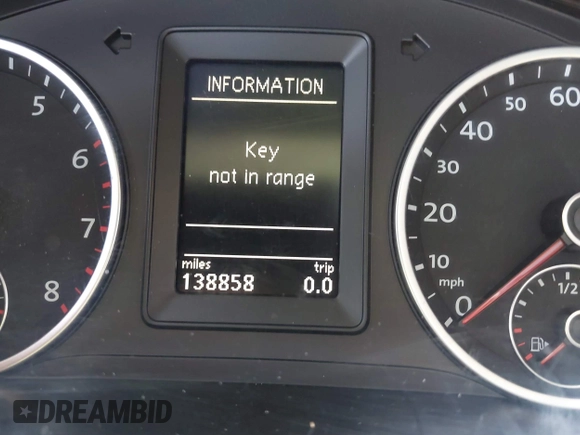 INFORMATION
Key
not in range
miles trip
138858 0.0
5
6
7
8
0
10
20
30
40
50
60
mph
1/2
DREAMBID